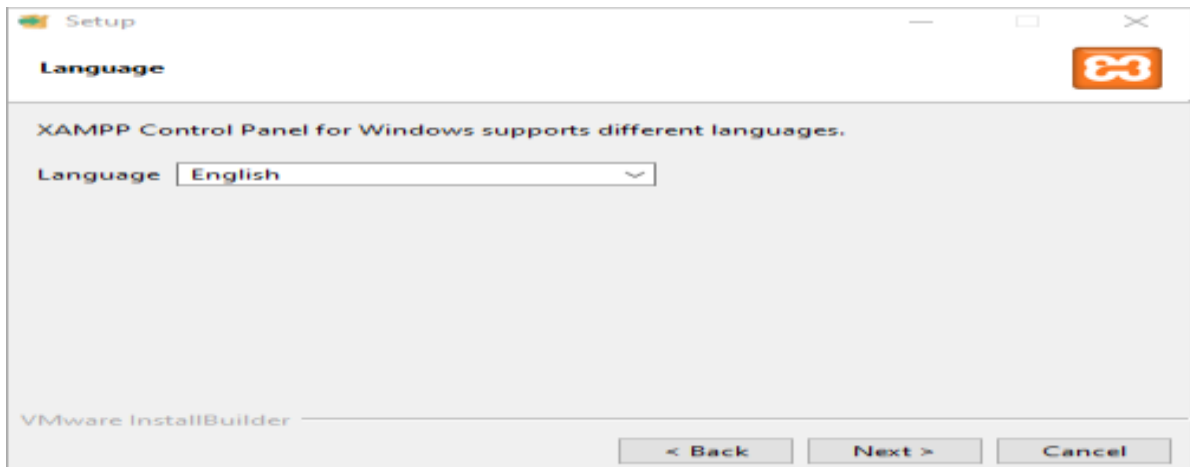 Setup
Language
XAMPP Control Panel for Windows supports different languages.
Language English
VMware InstallBuilder
< Back Next > Cancel